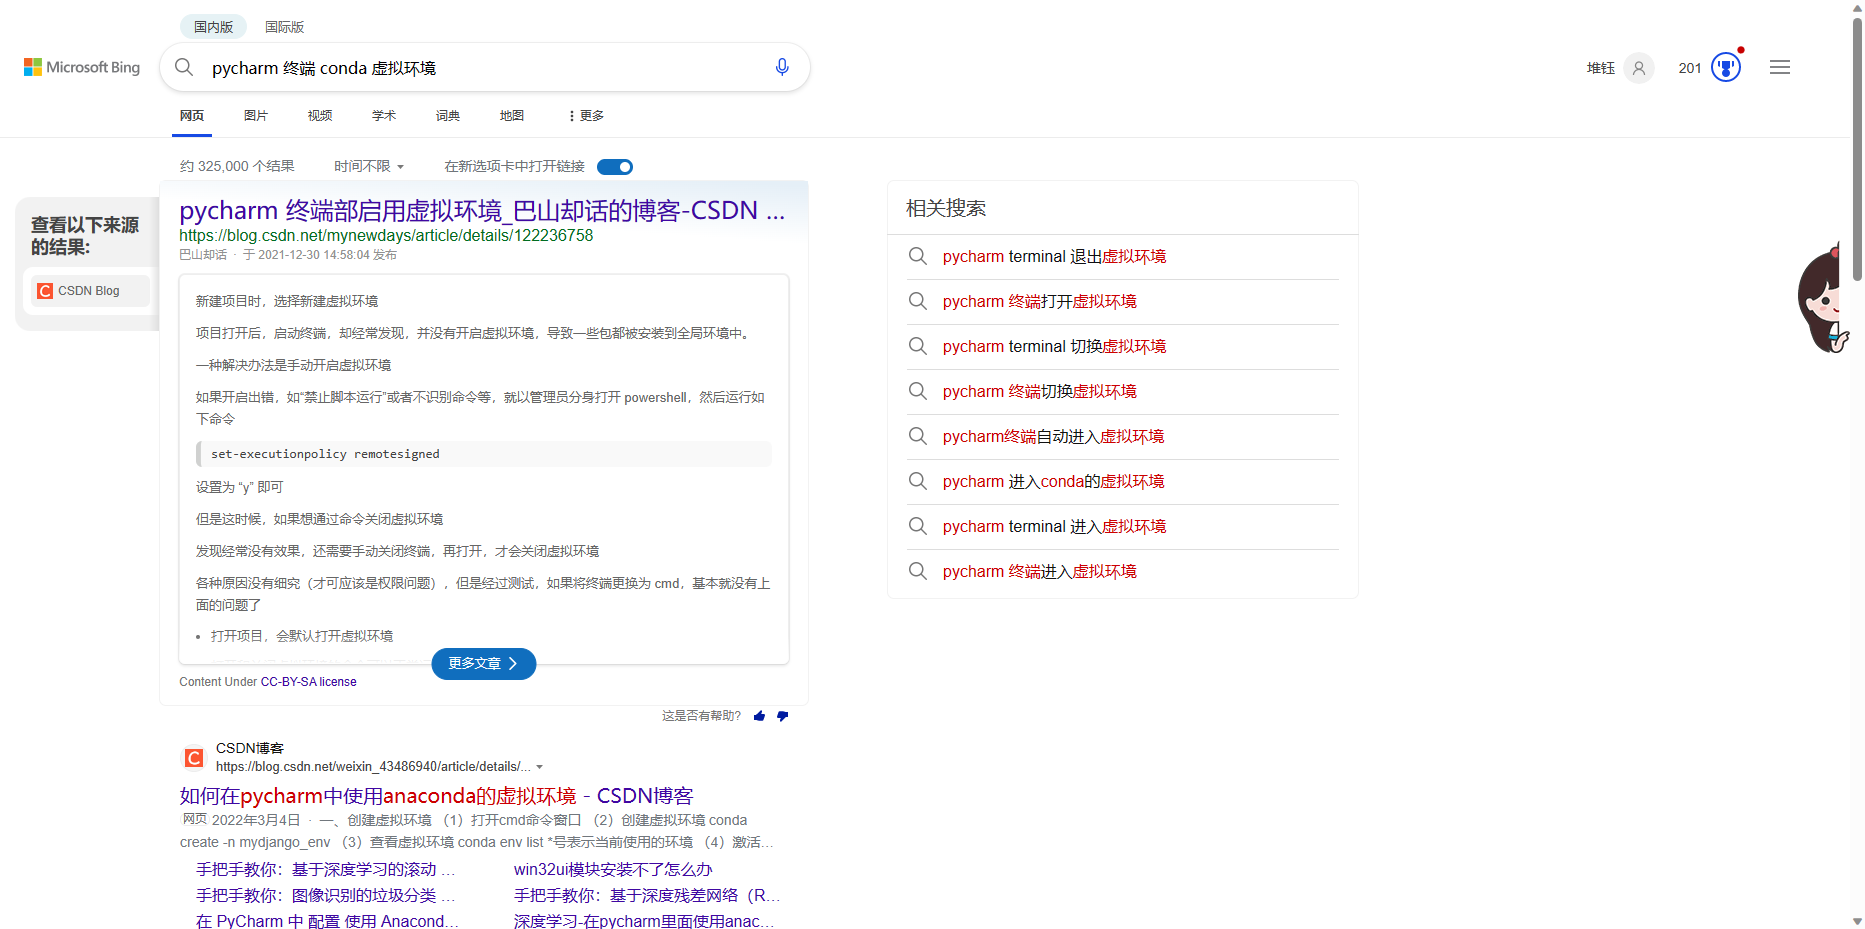 国内版
国际版
Microsoft Bing
pycharm 终端 conda 虚拟环境
堆钰
201
网页
图片
视频
学术
词典
地图
更多
约 325,000 个结果
时间不限
在新选项卡中打开链接
查看以下来源
的结果:
CSDN Blog
pycharm 终端部启用虚拟环境_巴山却话的博客-CSDN ...
https://blog.csdn.net/mynewdays/article/details/122236758
巴山却话 · 于 2021-12-30 14:58:04 发布
新建项目时，选择新建虚拟环境
项目打开后，启动终端，却经常发现，并没有开启虚拟环境，导致一些包都被安装到全局环境中。
一种解决办法是手动开启虚拟环境
如果开启出错，如“禁止脚本运行”或者不识别命令等，就以管理员分身打开 powershell，然后运行如
下命令
set-executionpolicy remotesigned
设置为 “y” 即可
但是这时候，如果想通过命令关闭虚拟环境
发现经常没有效果，还需要手动关闭终端，再打开，才会关闭虚拟环境
各种原因没有细究（才可应该是权限问题），但是经过测试，如果将终端更换为 cmd，基本就没有上
面的问题了
• 打开项目，会默认打开虚拟环境
更多文章
Content Under CC-BY-SA license
这是否有帮助?
CSDN博客
https://blog.csdn.net/weixin_43486940/article/details/...
如何在pycharm中使用anaconda的虚拟环境 - CSDN博客
网页 2022年3月4日 · 一、创建虚拟环境 （1）打开cmd命令窗口 （2）创建虚拟环境 conda
create -n mydjango_env （3）查看虚拟环境 conda env list *号表示当前使用的环境 （4）激活…
手把手教你：基于深度学习的滚动 …
win32ui模块安装不了怎么办
手把手教你：图像识别的垃圾分类 …
手把手教你：基于深度残差网络（R…
在 PyCharm 中 配置 使用 Anacond…
深度学习-在pycharm里面使用anac…
相关搜索
pycharm terminal 退出虚拟环境
pycharm 终端打开虚拟环境
pycharm terminal 切换虚拟环境
pycharm 终端切换虚拟环境
pycharm终端自动进入虚拟环境
pycharm 进入conda的虚拟环境
pycharm terminal 进入虚拟环境
pycharm 终端进入虚拟环境